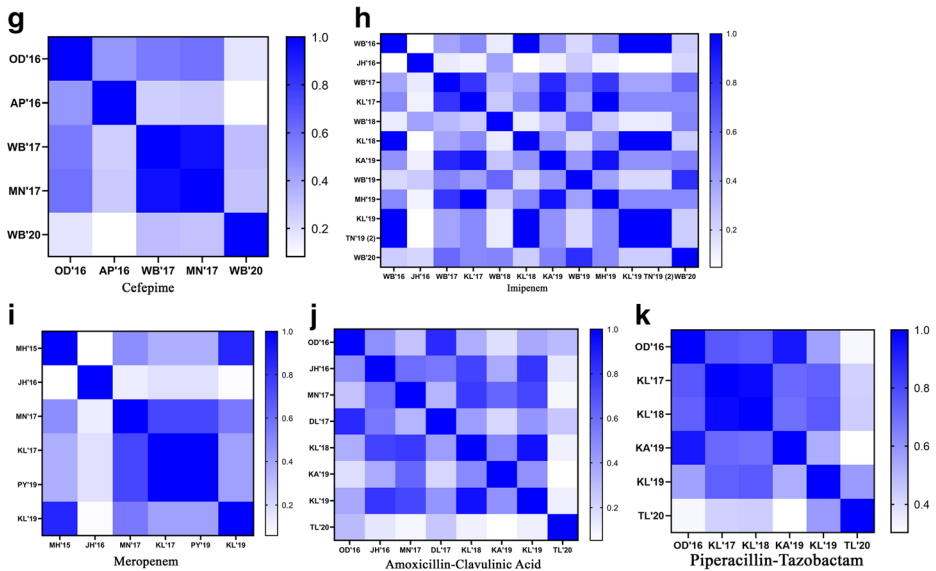 g
OD'16
AP'16
WB'17
MN'17
WB'20
OD'16 AP'16 WB'17 MN'17 WB'20
Cefepime
1.0
0.8
0.6
0.4
0.2
h
WB'16
JH'16
WB'17
KL'17
WB'18
KL'18
KA'19
WB'19
MH'19
KL'19
TN'19 (2)
WB'20
WB'16 JH'16 WB'17 KL'17 WB'18 KL'18 KA'19 WB'19 MH'19 KL'19 TN'19 (2) WB'20
Imipenem
1.0
0.8
0.6
0.4
0.2
i
MH'15
JH'16
MN'17
KL'17
PY'19
KL'19
MH'15 JH'16 MN'17 KL'17 PY'19 KL'19
Meropenem
1.0
0.8
0.6
0.4
0.2
j
OD'16
JH'16
MN'17
DL'17
KL'18
KA'19
KL'19
TL'20
OD'16 JH'16 MN'17 DL'17 KL'18 KA'19 KL'19 TL'20
Amoxicillin-Clavulinic Acid
1.0
0.8
0.6
0.4
0.2
k
OD'16
KL'17
KL'18
KA'19
KL'19
TL'20
OD'16 KL'17 KL'18 KA'19 KL'19 TL'20
Piperacillin-Tazobactam
1.0
0.8
0.6
0.4